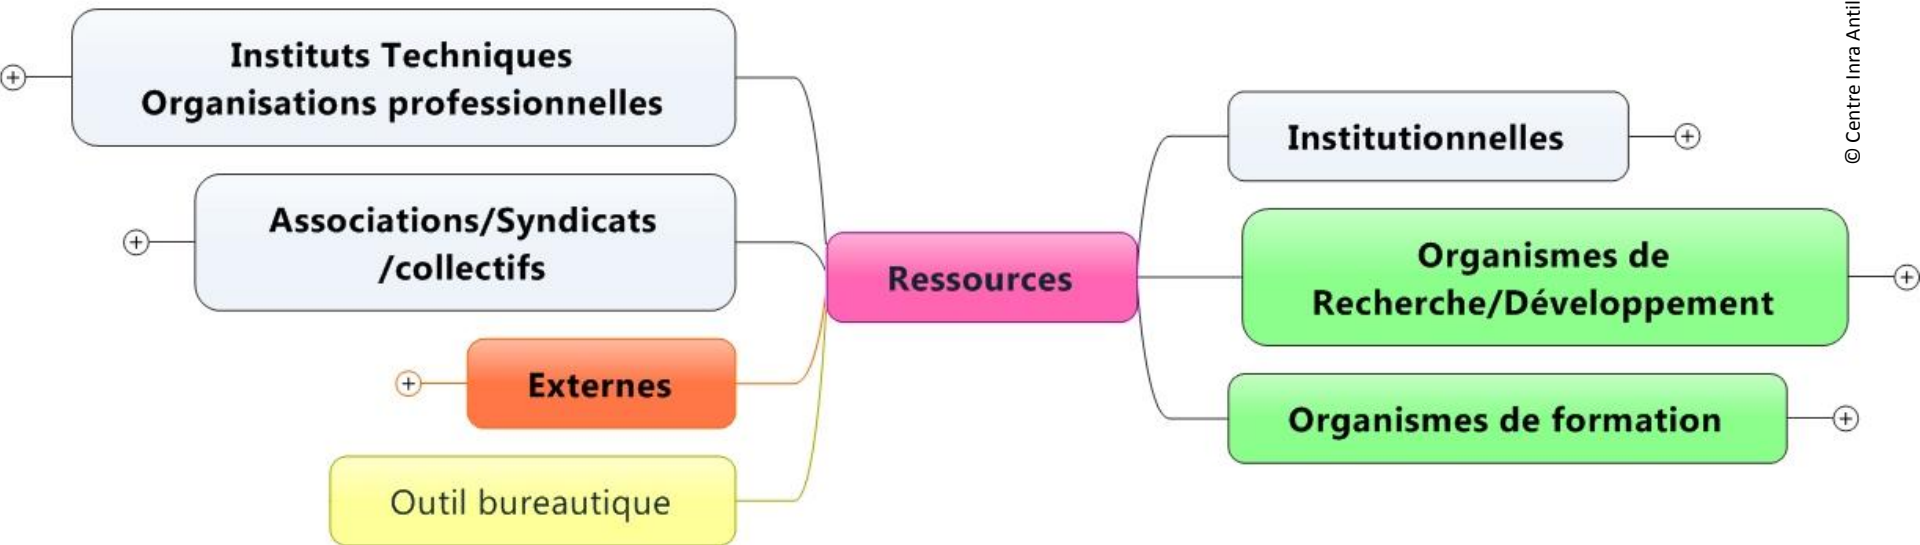 Instituts Techniques
Organisations professionnelles
Associations/Syndicats
/collectifs
Externes
Outil bureautique
Ressources
Institutionnelles
Organismes de
Recherche/Développement
Organismes de formation
© Centre Inra Antil